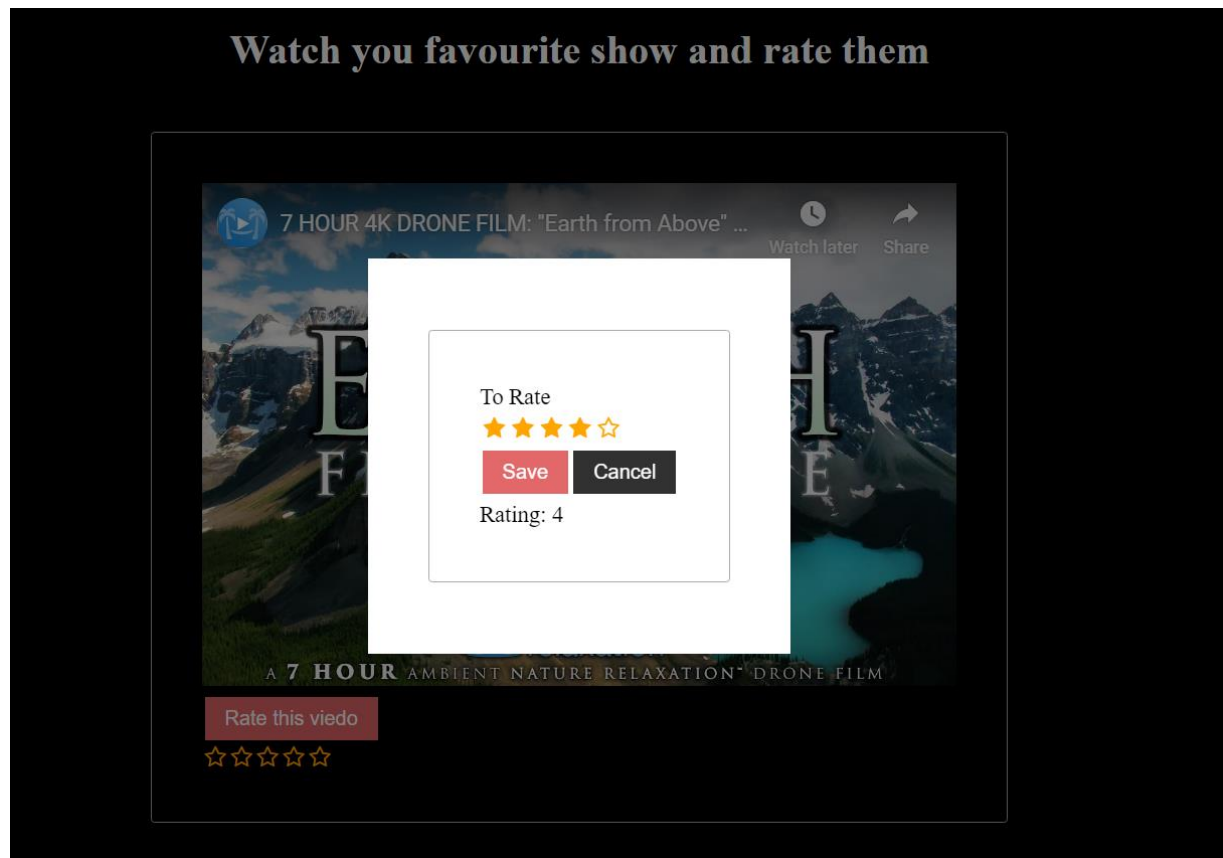 Watch you favourite show and rate them
7 HOUR 4K DRONE FILM: "Earth from Above" ...
Watch later
Share
To Rate
Save
Cancel
Rating: 4
A 7 HOUR AMBIENT NATURE RELAXATION™ DRONE FILM
Rate this viedo